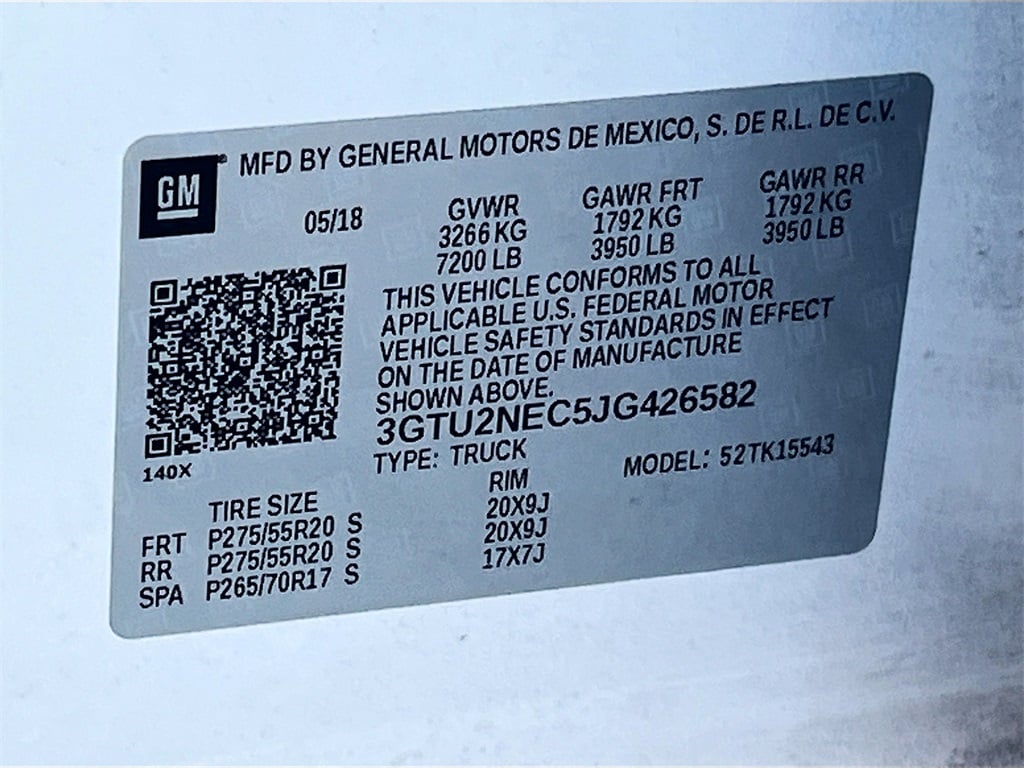 GM
MFD BY GENERAL MOTORS DE MEXICO, S. DE R.L. DE C.V.
05/18
GVWR
3266 KG
7200 LB
GAWR FRT
1792 KG
3950 LB
GAWR RR
1792 KG
3950 LB
THIS VEHICLE CONFORMS TO ALL
APPLICABLE U.S. FEDERAL MOTOR
VEHICLE SAFETY STANDARDS IN EFFECT
ON THE DATE OF MANUFACTURE
SHOWN ABOVE.
3GTU2NEC5JG426582
TYPE: TRUCK
MODEL: 52TK15543
140X
TIRE SIZE RIM
FRT P275/55R20 S 20X9J
RR P275/55R20 S 20X9J
SPA P265/70R17 S 17X7J